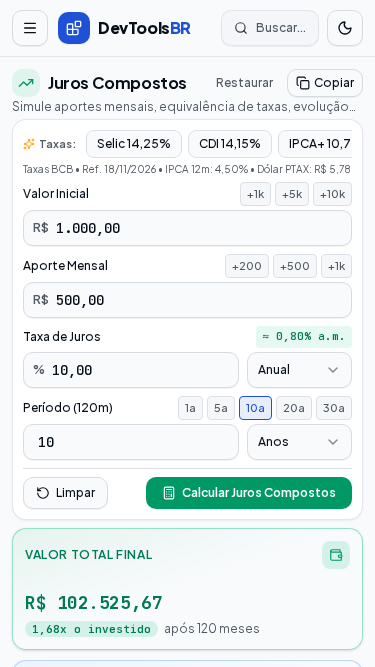 DevToolsBR
Buscar...
Juros Compostos
Restaurar
Copiar
Simule aportes mensais, equivalência de taxas, evolução...
Taxas:
Selic 14,25%
CDI 14,15%
IPCA+ 10,7
Taxas BCB • Ref. 18/11/2026 • IPCA 12m: 4,50% • Dólar PTAX: R$ 5,78
Valor Inicial
+1k
+5k
+10k
R$ 1.000,00
Aporte Mensal
+200
+500
+1k
R$ 500,00
Taxa de Juros
≈ 0,80% a.m.
% 10,00
Anual
Período (120m)
1a
5a
10a
20a
30a
10
Anos
Limpar
Calcular Juros Compostos
VALOR TOTAL FINAL
R$ 102.525,67
1,68x o investido após 120 meses